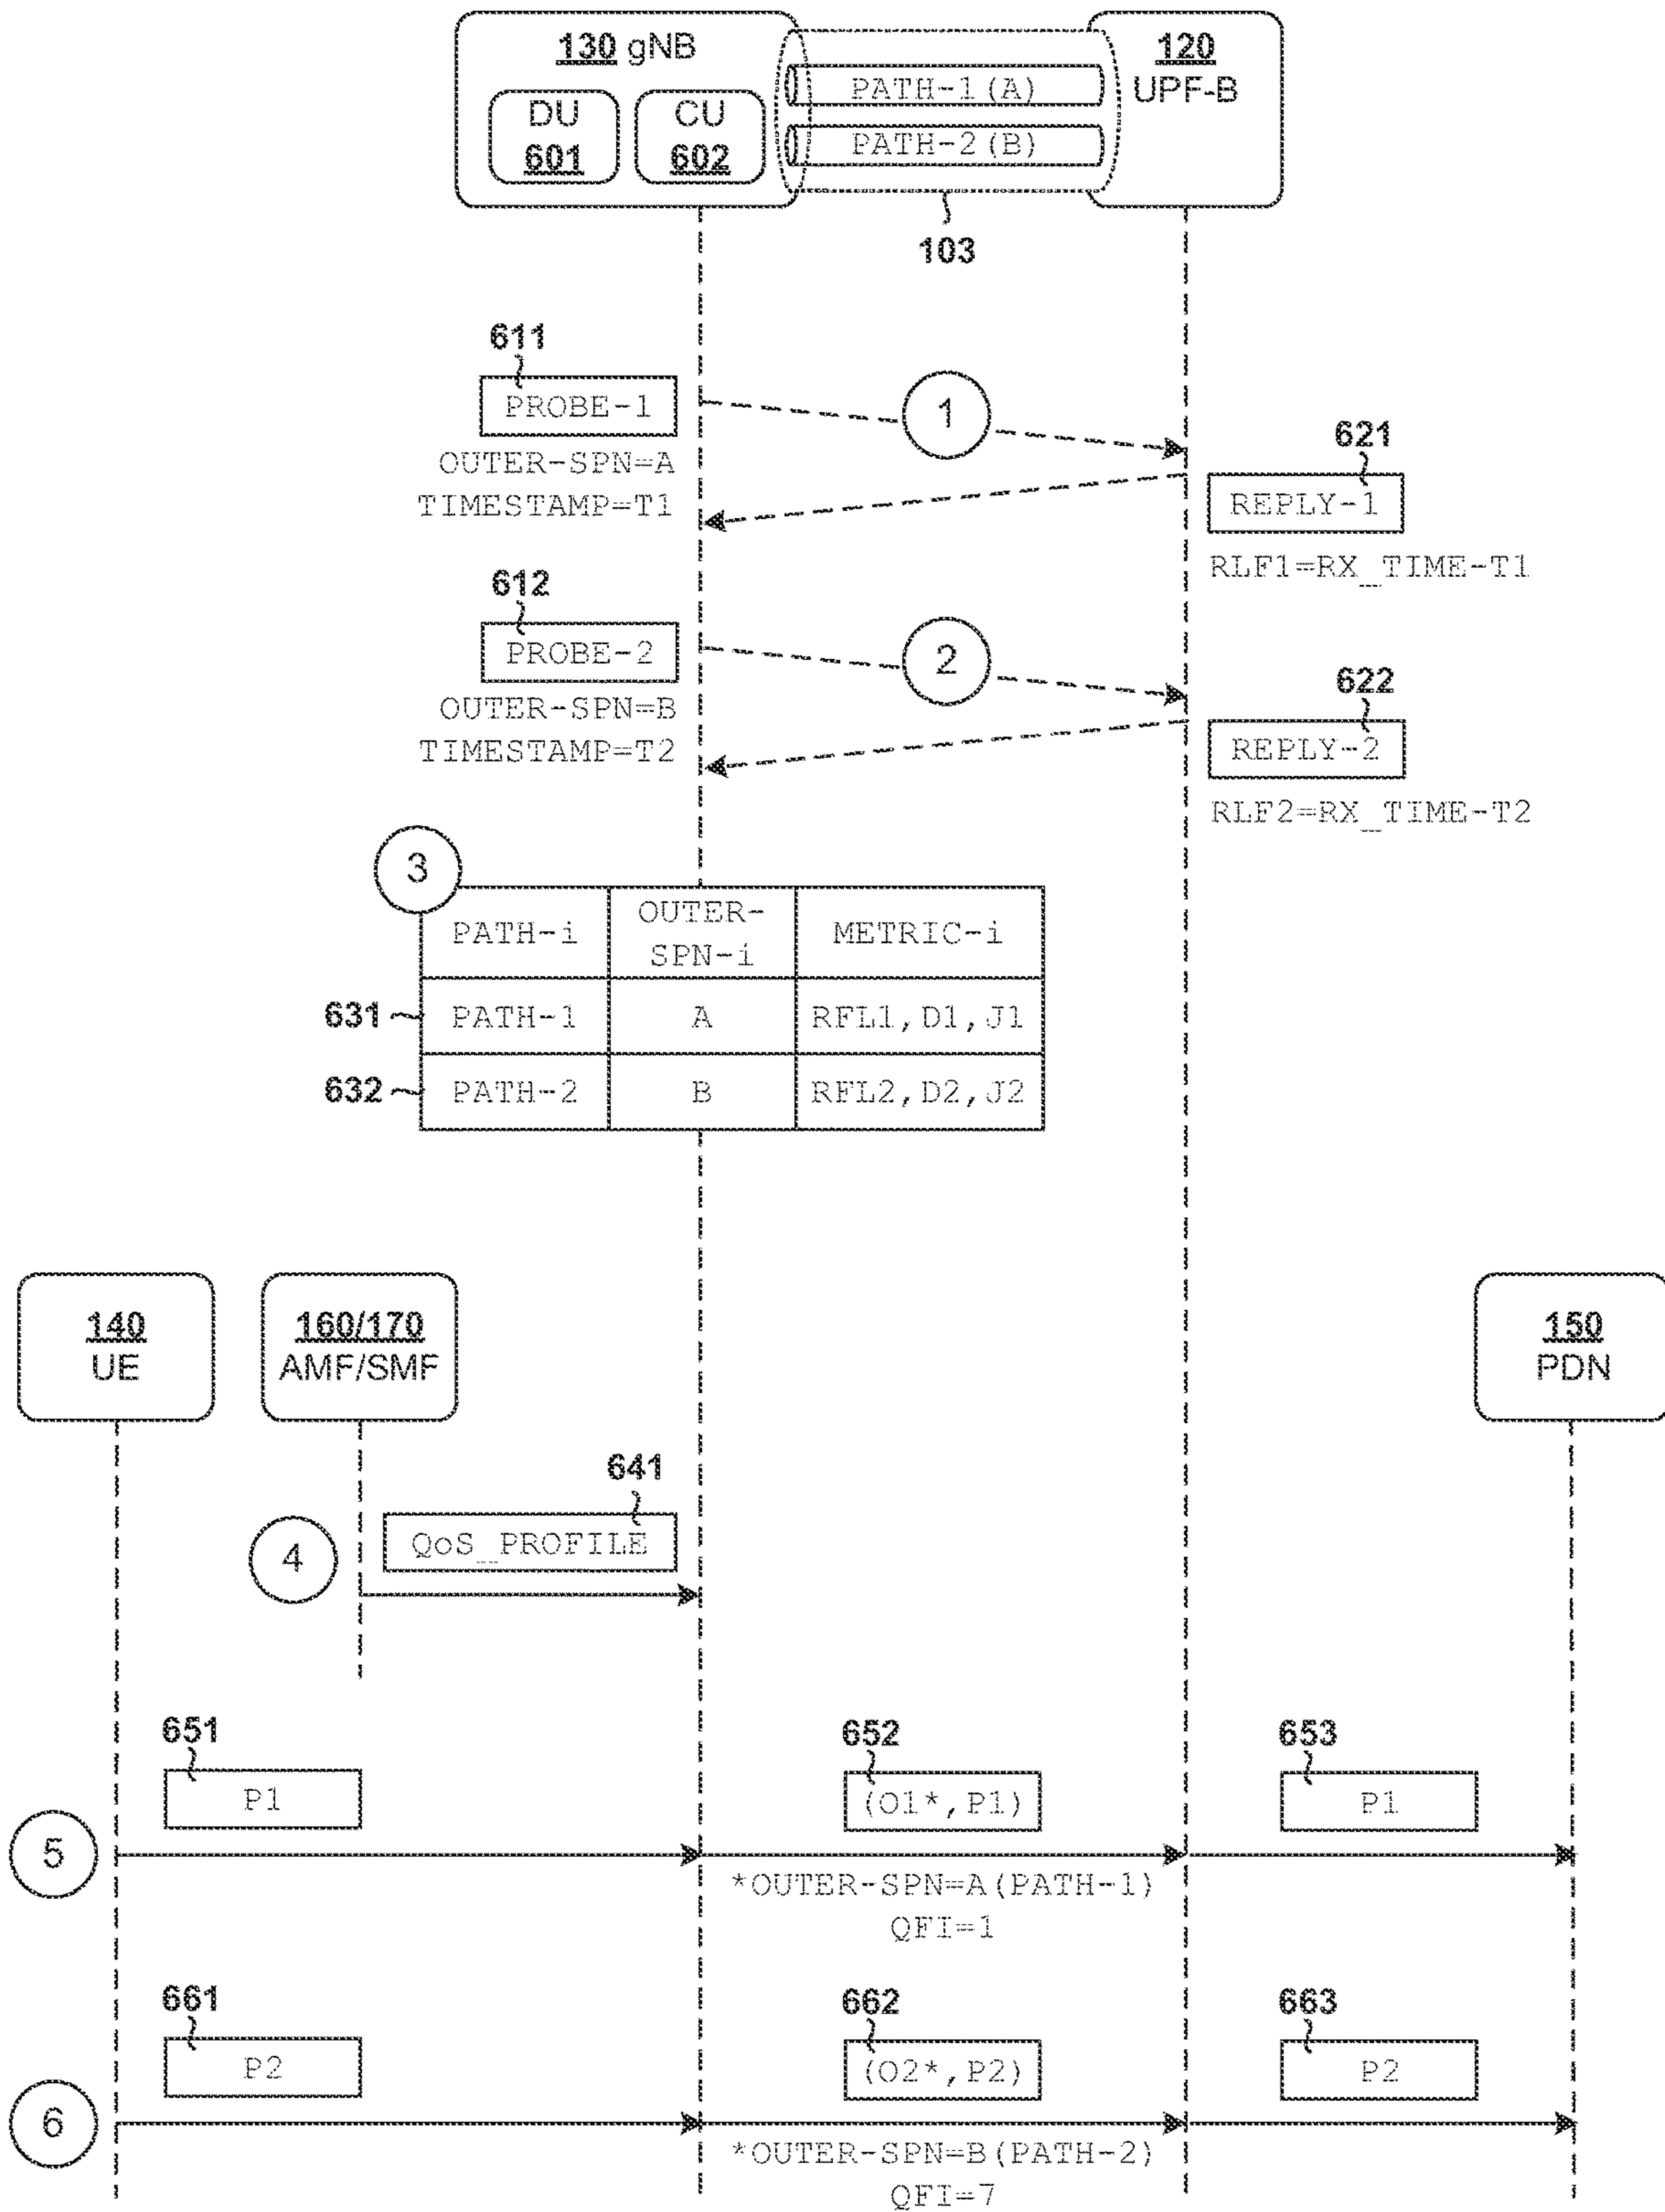 130 gNB
DU
601
CU
602
PATH-1(A)
PATH-2(B)
120
UPF-B
103
611
PROBE-1
OUTER-SPN=A
TIMESTAMP=T1
1
621
REPLY-1
RLF1=RX_TIME-T1
612
PROBE-2
OUTER-SPN=B
TIMESTAMP=T2
2
622
REPLY-2
RLF2=RX_TIME-T2
3
PATH-i
OUTER-
SPN-i
METRIC-i
631
PATH-1
A
RFL1,D1,J1
632
PATH-2
B
RFL2,D2,J2
140
UE
160/170
AMF/SMF
150
PDN
641
4
QoS_PROFILE
651
P1
652
(O1*,P1)
653
P1
5
*OUTER-SPN=A(PATH-1)
QFI=1
661
P2
662
(O2*,P2)
663
P2
6
*OUTER-SPN=B(PATH-2)
QFI=7